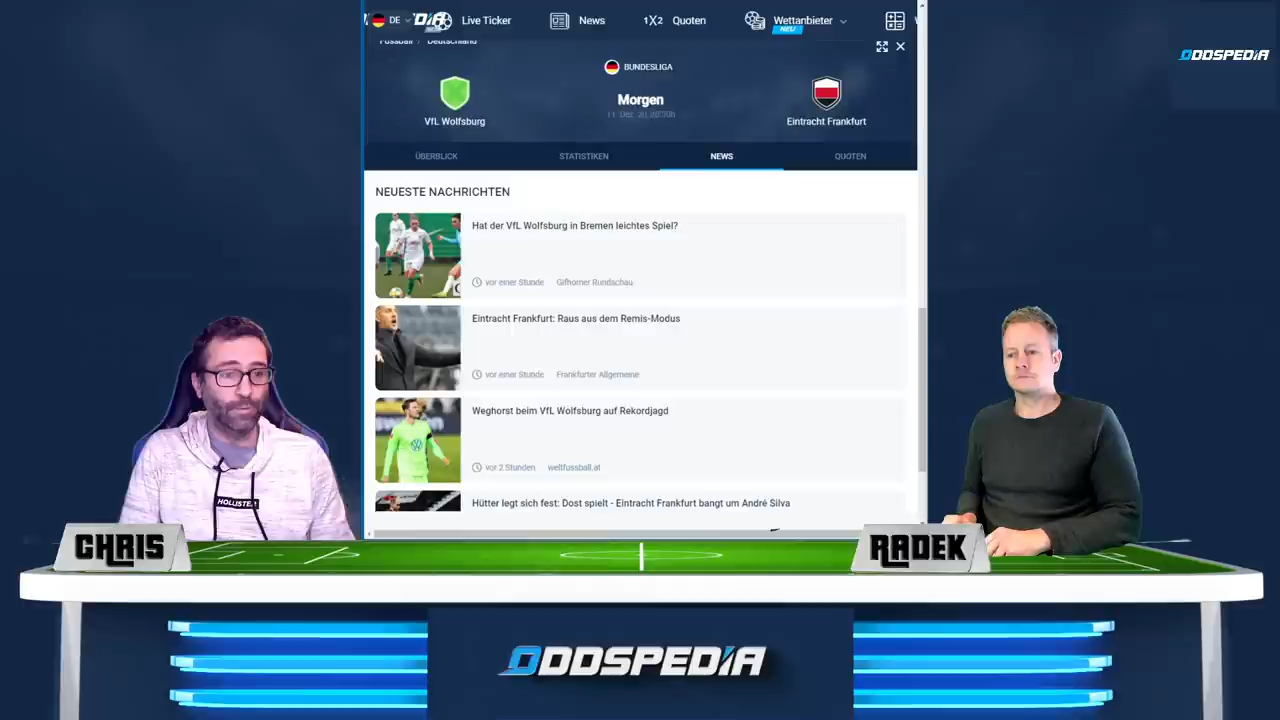 DE
Live Ticker
News
1X2 Quoten
Wettanbieter
NEU
ODDSPEDIA
Fussball
Deutschland
BUNDESLIGA
Morgen
VfL Wolfsburg
Eintracht Frankfurt
ÜBERBLICK
STATISTIKEN
NEWS
QUOTEN
NEUESTE NACHRICHTEN
Hat der VfL Wolfsburg in Bremen leichtes Spiel?
vor einer Stunde Gifhorner Rundschau
Eintracht Frankfurt: Raus aus dem Remis-Modus
vor einer Stunde Frankfurter Allgemeine
Weghorst beim VfL Wolfsburg auf Rekordjagd
vor 2 Stunden weltfussball.at
Hütter legt sich fest: Dost spielt - Eintracht Frankfurt bangt um André Silva
HOLLISTER
CHRIS
RADEK
ODDSPEDIA